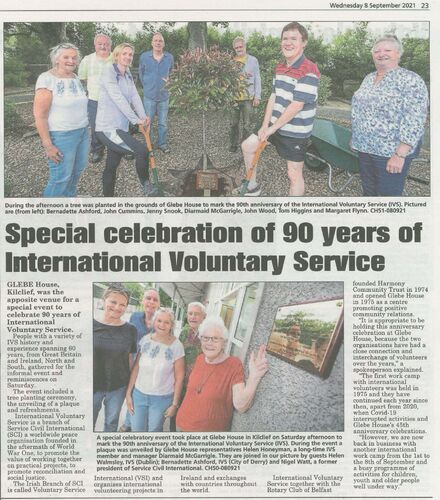 Wednesday 8 September 2021 23
During the afternoon a tree was planted in the grounds of Glebe House to mark the 90th anniversary of the International Voluntary Service (IVS). Pictured
are (from left): Bernadette Ashford, John Cummins, Jenny Snook, Diarmaid McGarrigle, John Wood, Tom Higgins and Margaret Flynn. CH51-080921
Special celebration of 90 years of
International Voluntary Service
GLEBE House,
Kilclief, was the
apposite venue for a
special event to
celebrate 90 years of
International
Voluntary Service.
People with a variety of
IVS history and
experience spanning 60
years, from Great Britain
and Ireland, North and
South, gathered for the
informal event and
reminiscences on
Saturday.
The event included a
tree planting ceremony,
the unveiling of a plaque
and refreshments.
International Voluntary
Service is a branch of
Service Civil International
(SCI) a worldwide peace
organisation founded in
the aftermath of World
War One, to promote the
value of working together
on practical projects, to
promote reconciliation and
social justice.
The Irish Branch of SCI
is called Voluntary Service
A special celebratory event took place at Glebe House in Kilclief on Saturday afternoon to
mark the 90th anniversary of the International Voluntary Service (IVS). During the event a
plaque was unveiled by Glebe House representatives Helen Honeyman, a long-time IVS
member and manager Diarmaid McGarrigle. They are joined in our picture by guests Helen
Walmsley, IVS (Dublin); Bernadette Ashford, IVS (City of Derry) and Nigel Watt, a former
president of Service Civil International. CH50-080921
International (VSI) and
organise international
volunteering projects in
Ireland and exchanges
with countries throughout
the world.
International Voluntary
Service together with the
Rotary Club of Belfast
founded Harmony
Community Trust in 1974
and opened Glebe House
in 1975 as a centre
promoting positive
community relations.
"It is appropriate to be
holding this anniversary
celebration at Glebe
House, because the two
organisations have had a
close connection and
interchange of volunteers
over the years," a
spokesperson explained.
"The first work camp
with international
volunteers was held in
1975 and they have
continued each year since
then, apart from 2020,
when Covid-19
interrupted activities and
Glebe House's 45th
anniversary celebrations.
"However, we are now
back in business with
another international
work camp from the 1st to
the 8th of September and
a busy programme of
activities for children,
youth and older people
well under way."